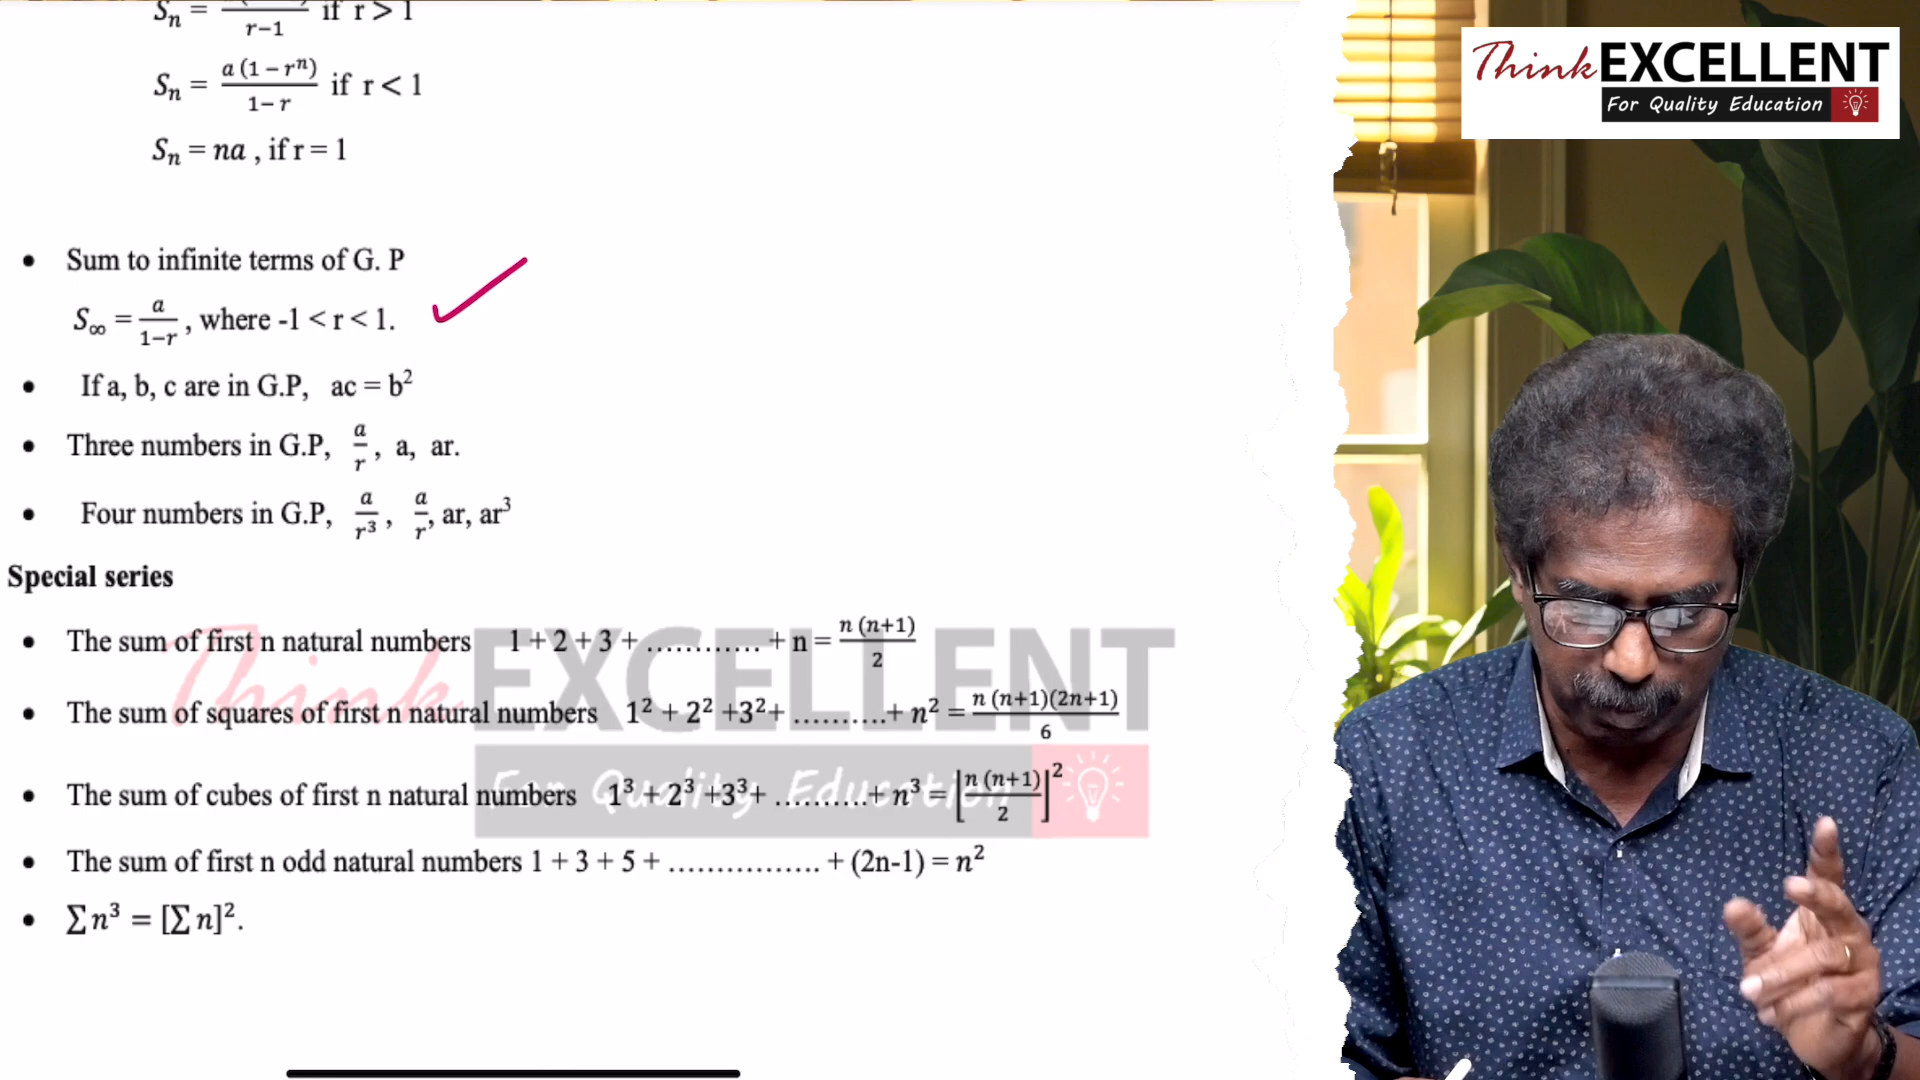 Sₙ = ―/r−1 if r > 1
Sₙ = a (1 − rⁿ)/1− r if r < 1
Sₙ = na , if r = 1
• Sum to infinite terms of G. P
S∞ = a/1−r , where -1 < r < 1.
• If a, b, c are in G.P, ac = b²
• Three numbers in G.P, a/r , a, ar.
• Four numbers in G.P, a/r³ , a/r, ar, ar³
Special series
• The sum of first n natural numbers 1 + 2 + 3 + ………… + n = n (n+1)/2
• The sum of squares of first n natural numbers 1² + 2² +3²+ ……….+ n² = n (n+1)(2n+1)/6
• The sum of cubes of first n natural numbers 1³ + 2³ +3³+ ……….+ n³ = [n (n+1)/2]²
• The sum of first n odd natural numbers 1 + 3 + 5 + ……………. + (2n-1) = n²
• ∑ n³ = [∑ n]².
Think EXCELLENT
For Quality Education
Think EXCELLENT
For Quality Education